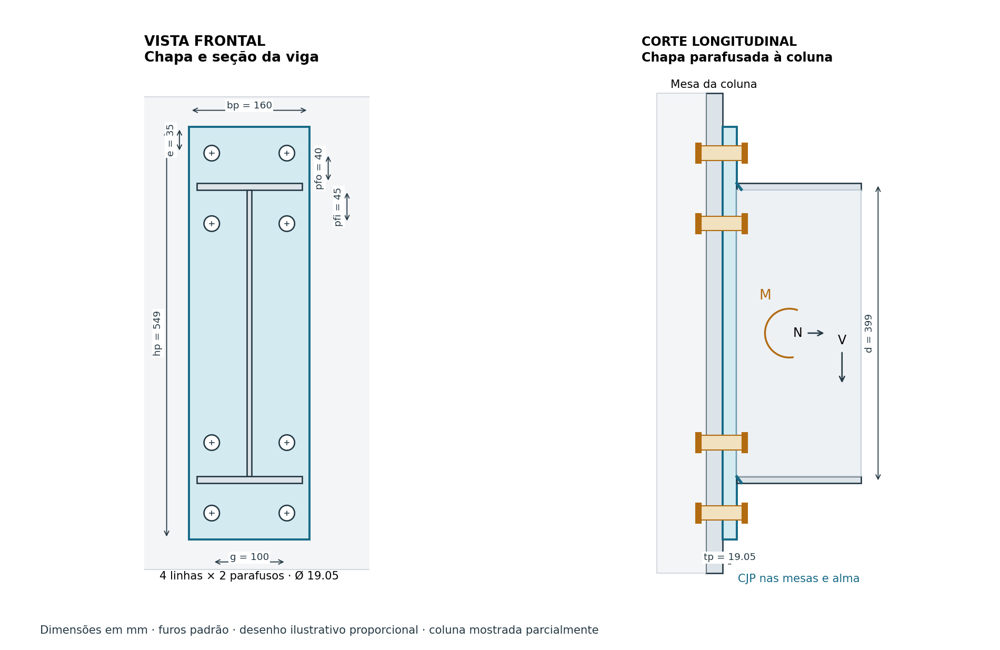 VISTA FRONTAL
Chapa e seção da viga
bp = 160
e = 35
pfo = 40
pfi = 45
hp = 549
g = 100
4 linhas × 2 parafusos · Ø 19.05
CORTE LONGITUDINAL
Chapa parafusada à coluna
Mesa da coluna
M
N
V
d = 399
tp = 19.05
CJP nas mesas e alma
Dimensões em mm · furos padrão · desenho ilustrativo proporcional · coluna mostrada parcialmente